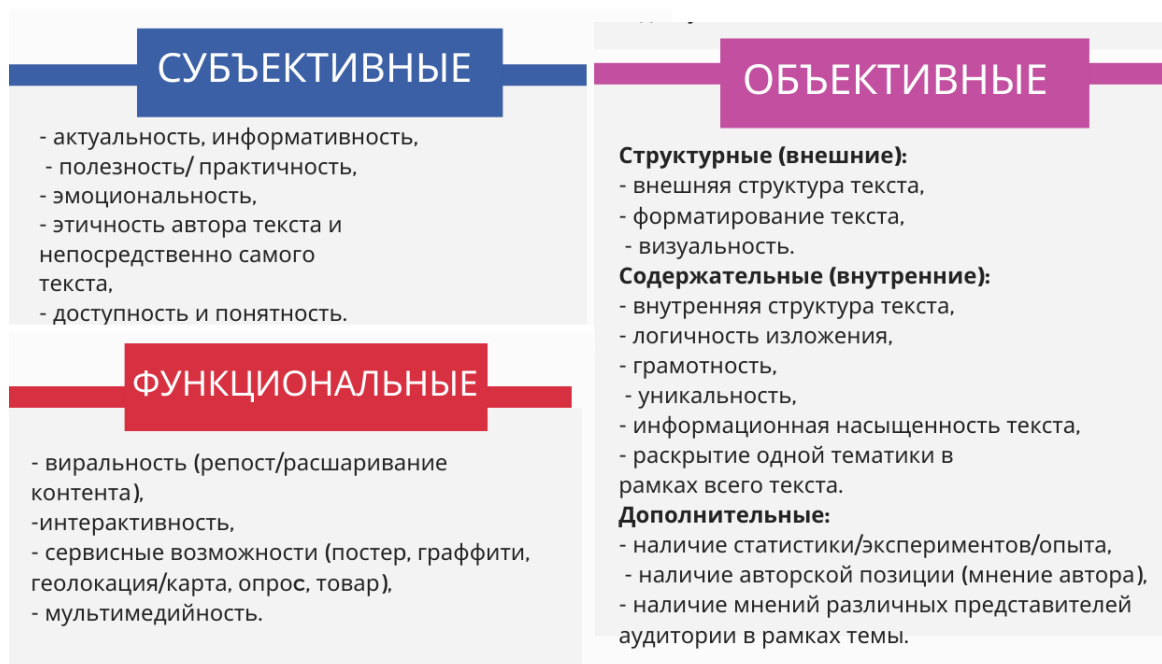 СУБЪЕКТИВНЫЕ
- актуальность, информативность,
- полезность/ практичность,
- эмоциональность,
- этичность автора текста и
непосредственно самого
текста,
- доступность и понятность.
ФУНКЦИОНАЛЬНЫЕ
- виральность (репост/расшаривание
контента),
-интерактивность,
- сервисные возможности (постер, граффити,
геолокация/карта, опрос, товар),
- мультимедийность.
ОБЪЕКТИВНЫЕ
Структурные (внешние):
- внешняя структура текста,
- форматирование текста,
- визуальность.
Содержательные (внутренние):
- внутренняя структура текста,
- логичность изложения,
- грамотность,
- уникальность,
- информационная насыщенность текста,
- раскрытие одной тематики в
рамках всего текста.
Дополнительные:
- наличие статистики/экспериментов/опыта,
- наличие авторской позиции (мнение автора),
- наличие мнений различных представителей
аудитории в рамках темы.